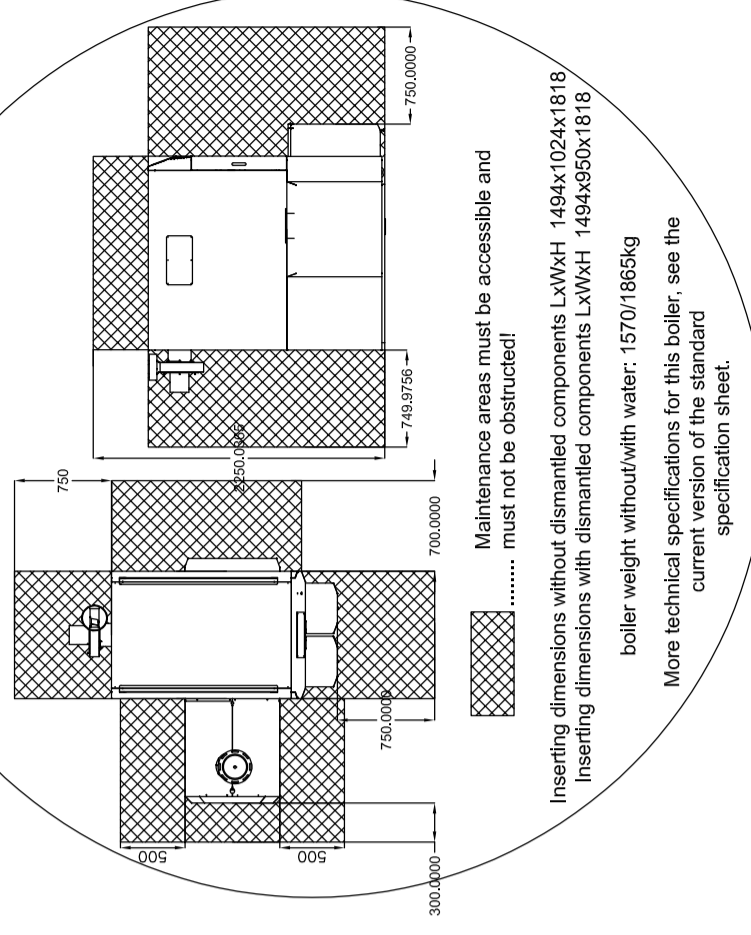 750.0000
749.9756
750
700.0000
750.0000
500
500
300.0000
........ Maintenance areas must be accessible and
must not be obstructed!
Inserting dimensions without dismantled components LxWxH 1494x1024x1818
Inserting dimensions with dismantled components LxWxH 1494x950x1818
boiler weight without/with water: 1570/1865kg
More technical specifications for this boiler, see the
current version of the standard
specification sheet.